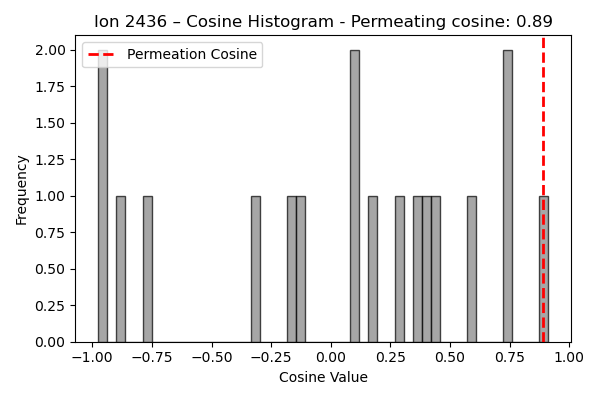 Ion 2436 – Cosine Histogram - Permeating cosine: 0.89
Permeation Cosine
Frequency
2.00
1.75
1.50
1.25
1.00
0.75
0.50
0.25
0.00
−1.00 −0.75 −0.50 −0.25 0.00 0.25 0.50 0.75 1.00
Cosine Value